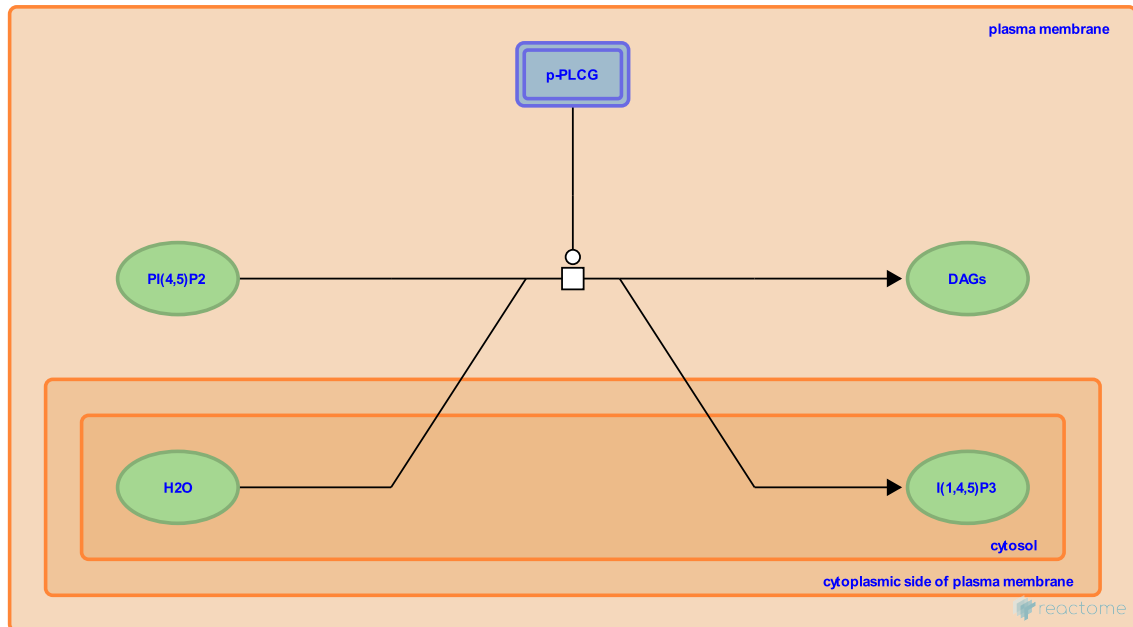 plasma membrane
p-PLCG
PI(4,5)P2
DAGs
H2O
I(1,4,5)P3
cytosol
cytoplasmic side of plasma membrane
reactome